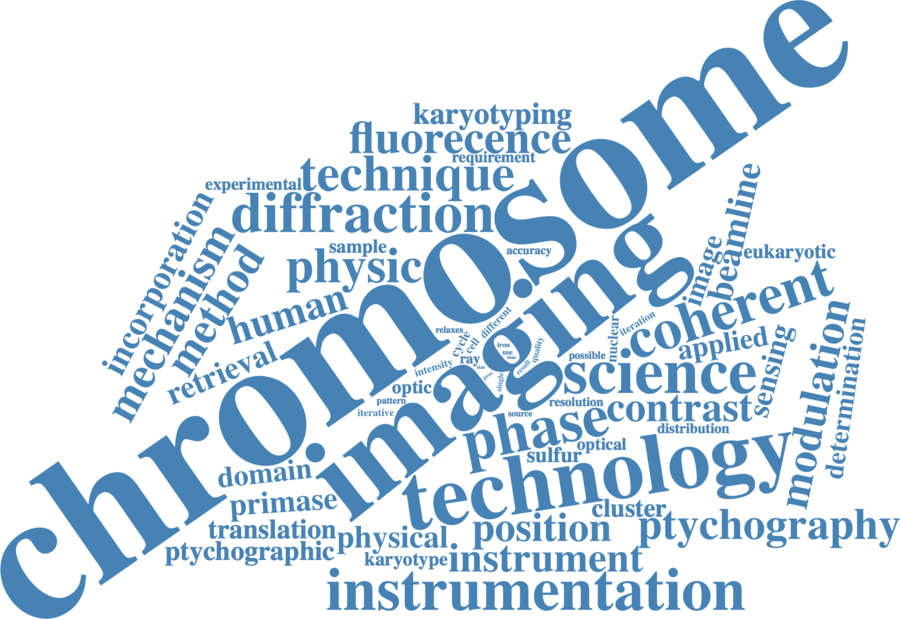 chromosome
imaging
karyotyping
fluorecence
requirement
experimental
technique
diffraction
sample
accuracy
physic
incorporation
mechanism
method
human
retrieval
image
beamline
eukaryotic
coherent
applied
sensing
modulation
determination
relaxes
cycle
cell
different
iron
use
ray
intensity
quality
result
single
nuclear
iteration
possible
optic
pattern
iterative
science
resolution
source
contrast
distribution
phase
optical
sulfur
technology
domain
primase
translation
ptychographic
physical
karyotype
position
cluster
ptychography
instrument
instrumentation